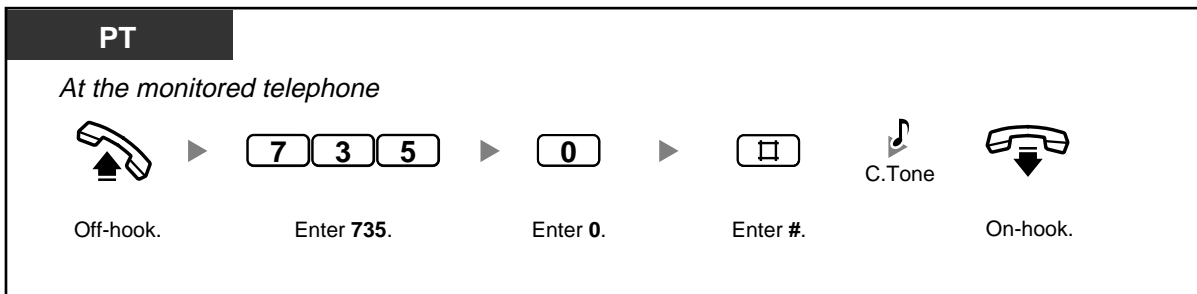 PT
At the monitored telephone
7 3 5 0 #
C.Tone
Off-hook. Enter 735. Enter 0. Enter #. On-hook.